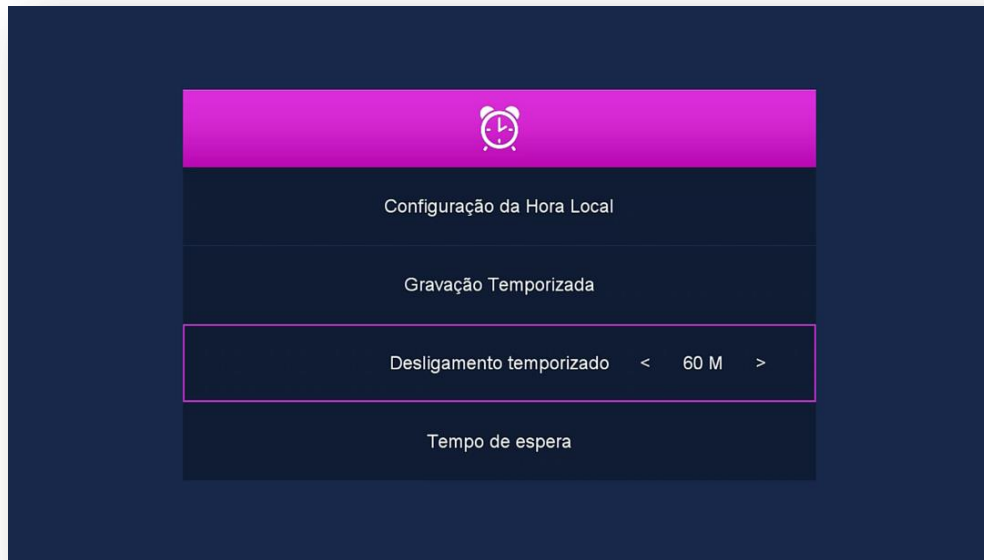 Configuração da Hora Local
Gravação Temporizada
Desligamento temporizado < 60 M >
Tempo de espera